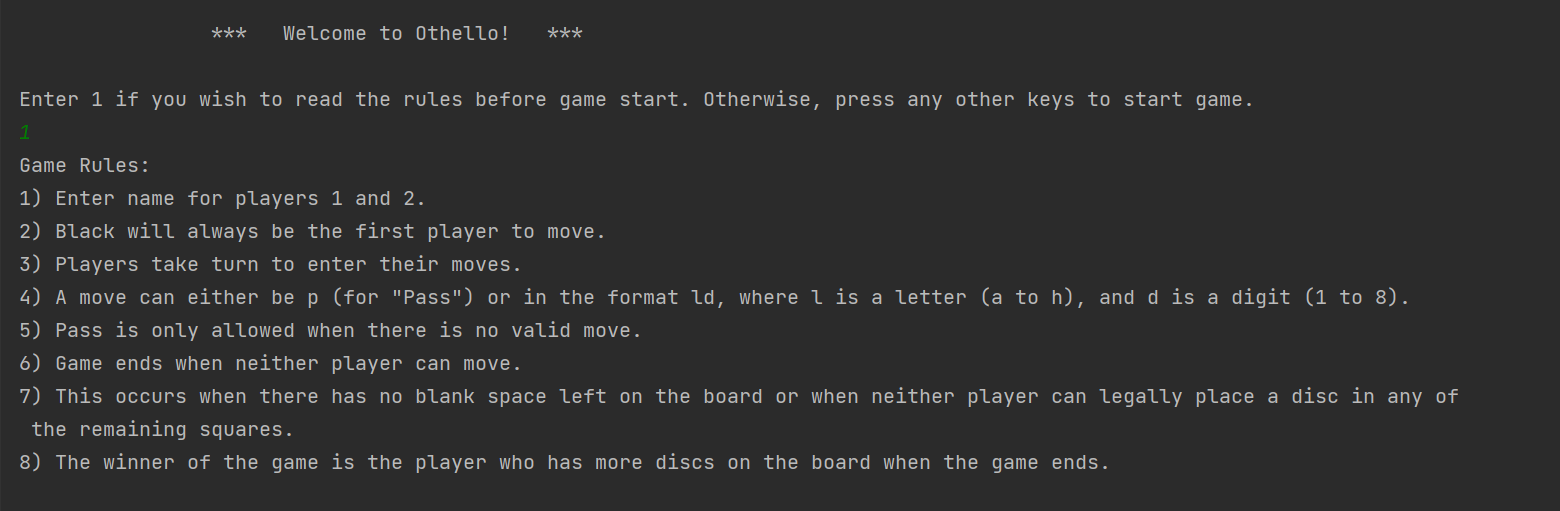 *** Welcome to Othello! ***
Enter 1 if you wish to read the rules before game start. Otherwise, press any other keys to start game.
1
Game Rules:
1) Enter name for players 1 and 2.
2) Black will always be the first player to move.
3) Players take turn to enter their moves.
4) A move can either be p (for "Pass") or in the format ld, where l is a letter (a to h), and d is a digit (1 to 8).
5) Pass is only allowed when there is no valid move.
6) Game ends when neither player can move.
7) This occurs when there has no blank space left on the board or when neither player can legally place a disc in any of
the remaining squares.
8) The winner of the game is the player who has more discs on the board when the game ends.